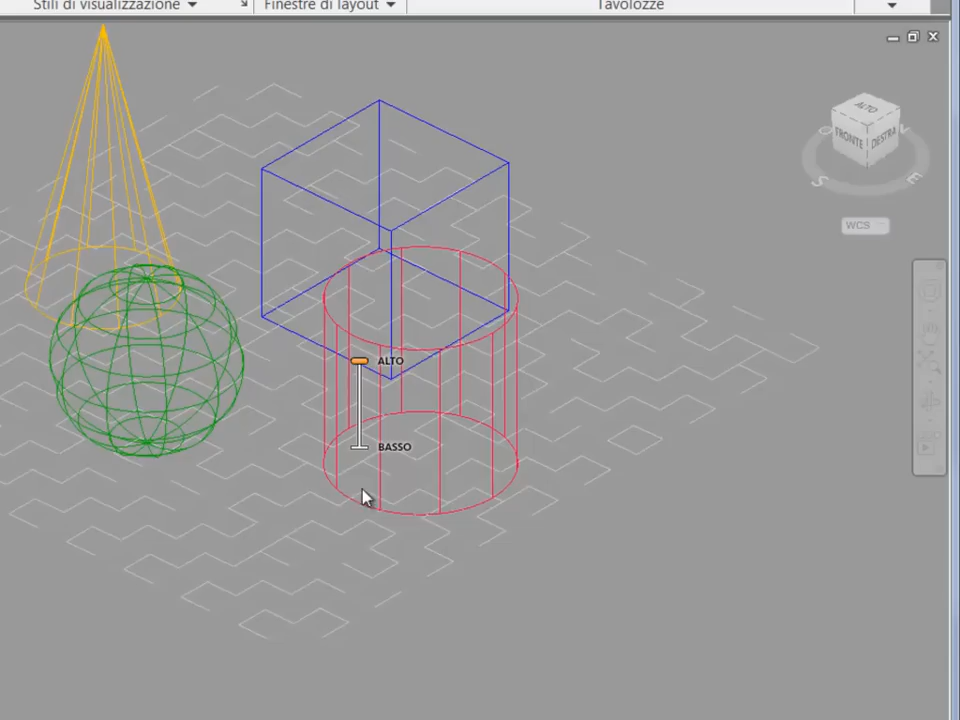 Stili di visualizzazione
Finestre di layout
Tavolozze
ALTO
FRONTE
DESTRA
S
E
WCS
ALTO
BASSO